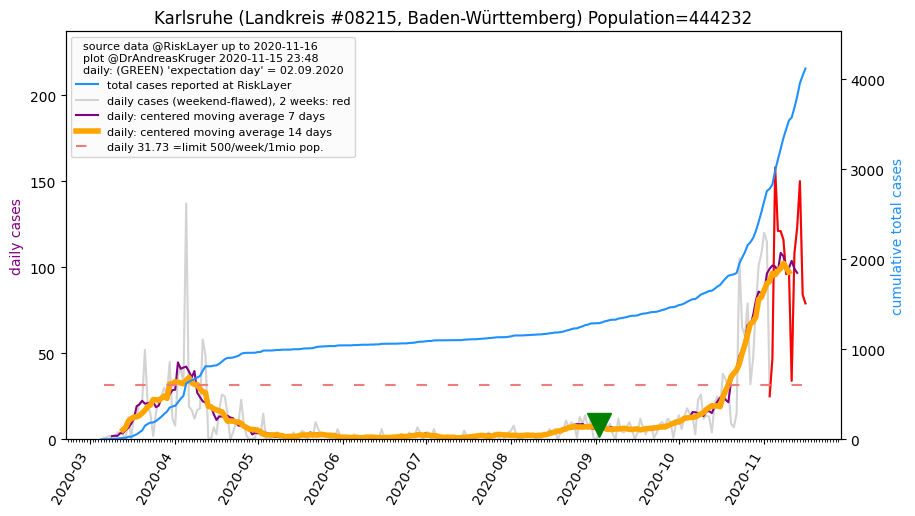 Karlsruhe (Landkreis #08215, Baden-Württemberg) Population=444232
source data @RiskLayer up to 2020-11-16
plot @DrAndreasKruger 2020-11-15 23:48
daily: (GREEN) 'expectation day' = 02.09.2020
total cases reported at RiskLayer
daily cases (weekend-flawed), 2 weeks: red
daily: centered moving average 7 days
daily: centered moving average 14 days
daily 31.73 =limit 500/week/1mio pop.
daily cases
200
150
100
50
0
cumulative total cases
4000
3000
2000
1000
0
2020-03
2020-04
2020-05
2020-06
2020-07
2020-08
2020-09
2020-10
2020-11